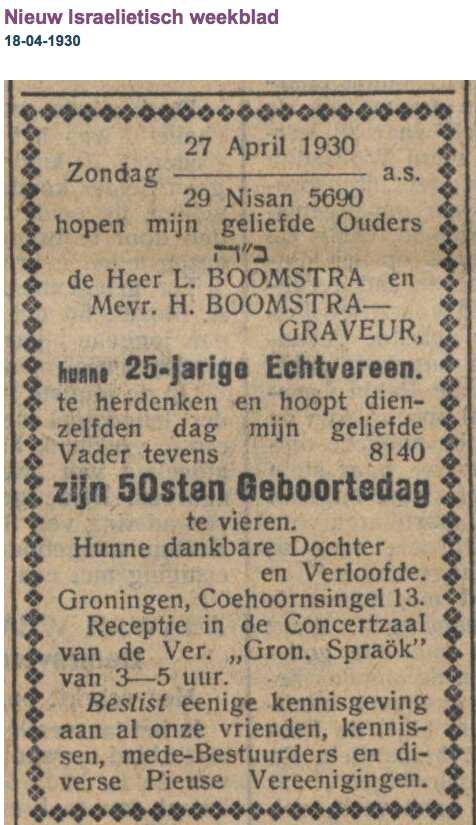 Nieuw Israelietisch weekblad
18-04-1930
27 April 1930
Zondag ——— a.s.
29 Nisan 5690
hopen mijn geliefde Ouders
בּ״ה
de Heer L. BOOMSTRA en
Mevr. H. BOOMSTRA—
GRAVEUR,
hunne 25-jarige Echtvereen.
te herdenken en hoopt dien-
zelfden dag mijn geliefde
Vader tevens 8140
zijn 50sten Geboortedag
te vieren.
Hunne dankbare Dochter
en Verloofde.
Groningen, Coehoornsingel 13.
Receptie in de Concertzaal
van de Ver. „Gron. Spraök”
van 3—5 uur.
Beslist eenige kennisgeving
aan al onze vrienden, kennis-
sen, mede-Bestuurders en di-
verse Pieuse Vereenigingen.